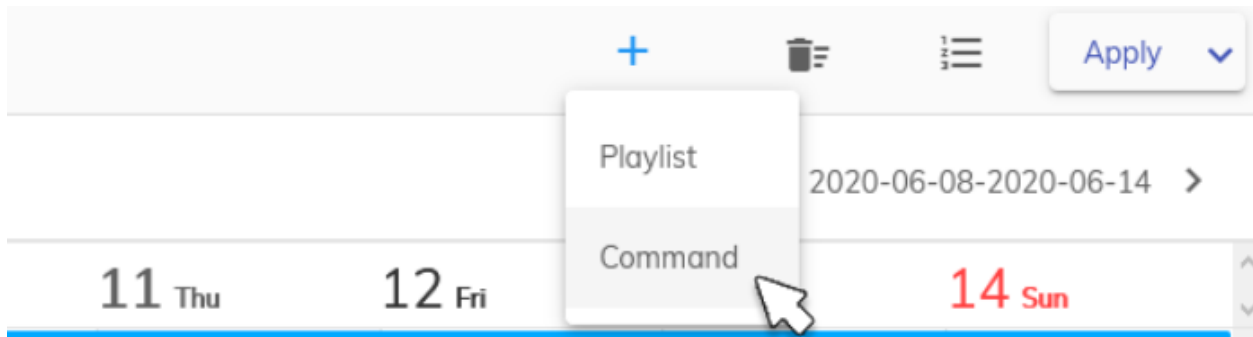 Apply
Playlist
2020-06-08-2020-06-14
Command
11 Thu
12 Fri
14 Sun